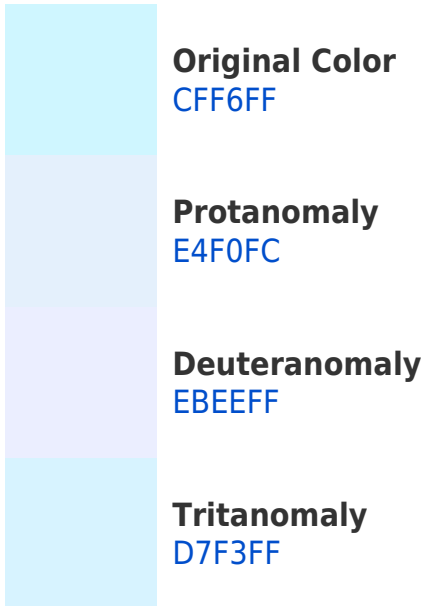 Original Color
CFF6FF
Protanomaly
E4F0FC
Deuteranomaly
EBEEFF
Tritanomaly
D7F3FF